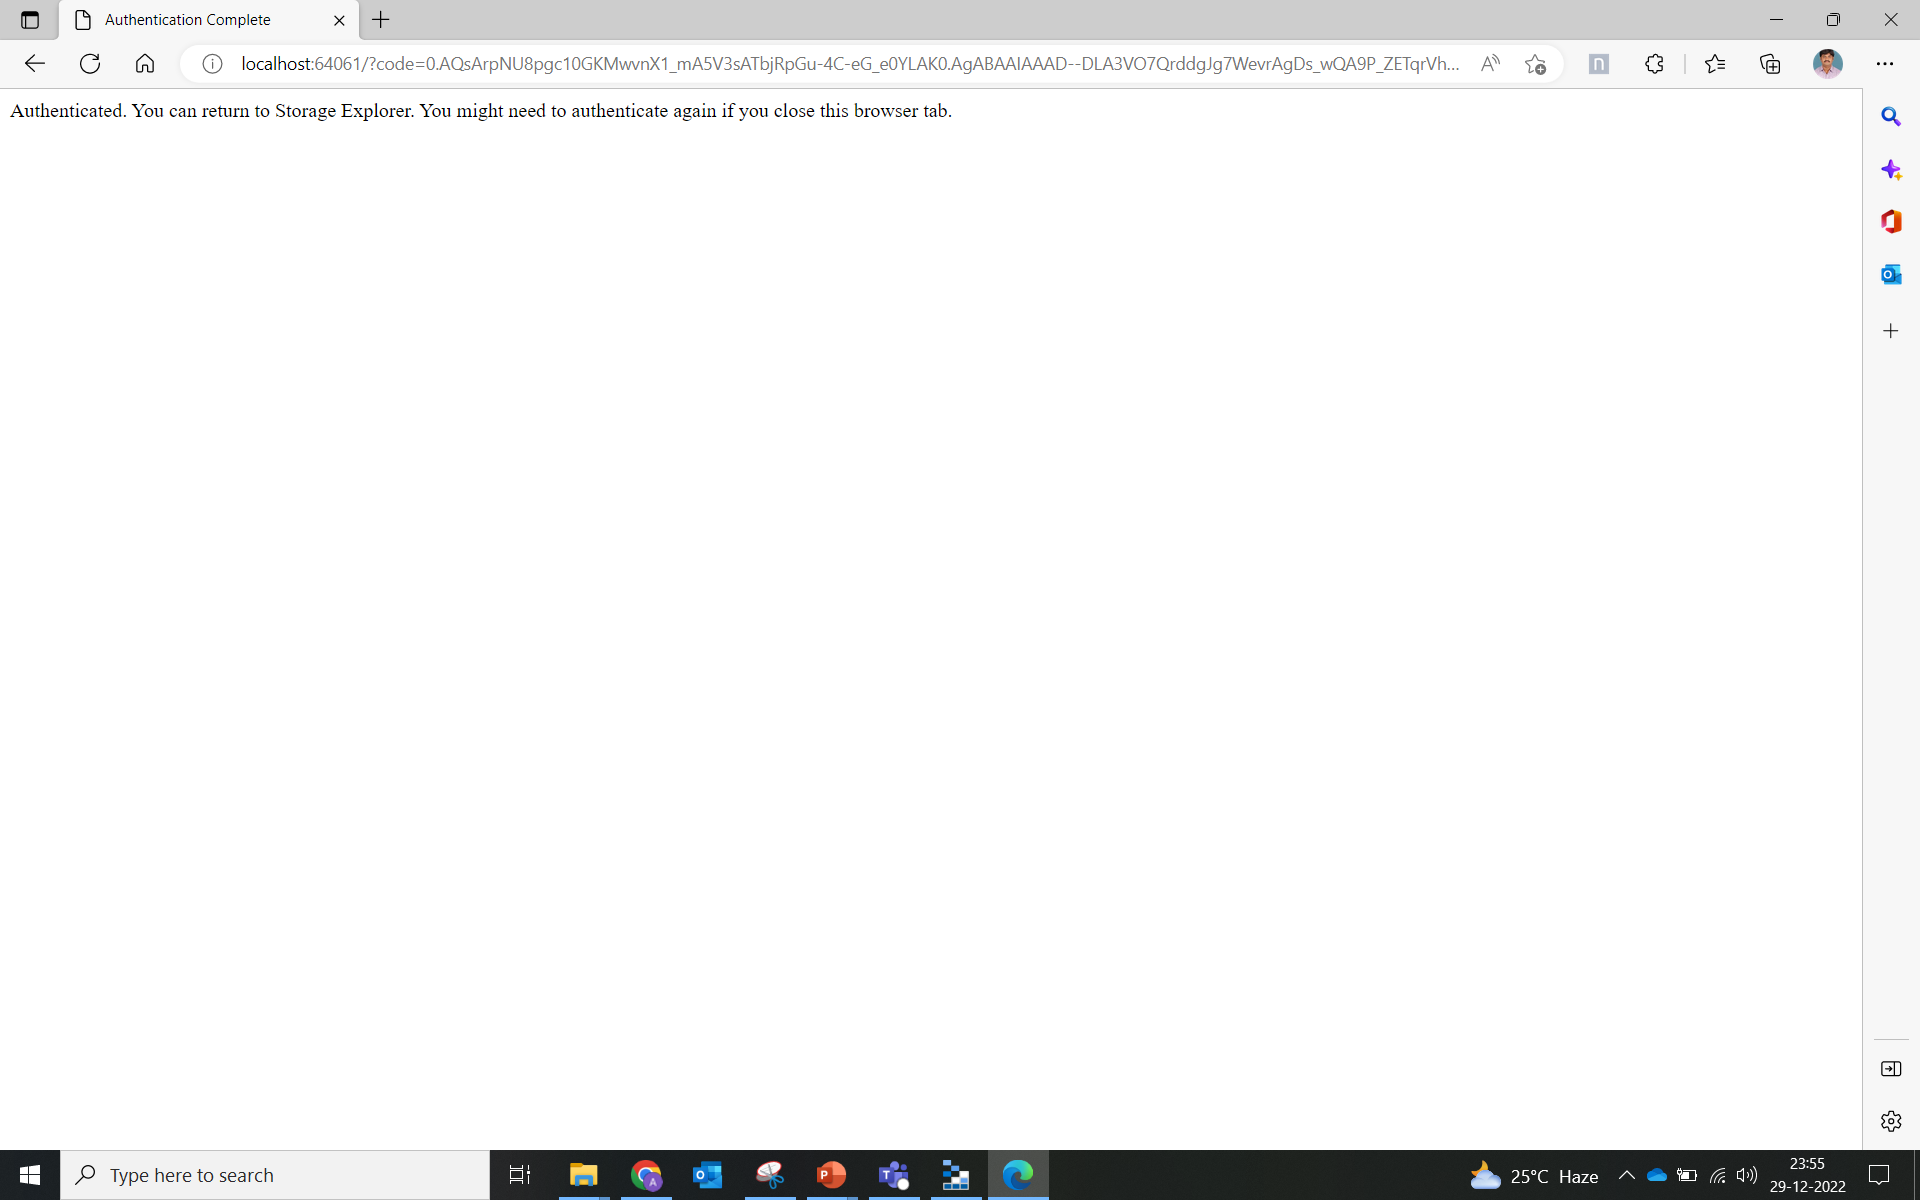 Authentication Complete
localhost:64061/?code=0.AQsArpNU8pgc10GKMwvnX1_mA5V3sATbjRpGu-4C-eG_e0YLAK0.AgABAAIAAAD--DLA3VO7QrddgJg7WevrAgDs_wQA9P_ZETqrVh...
Authenticated. You can return to Storage Explorer. You might need to authenticate again if you close this browser tab.
Type here to search
25°C Haze
23:55
29-12-2022